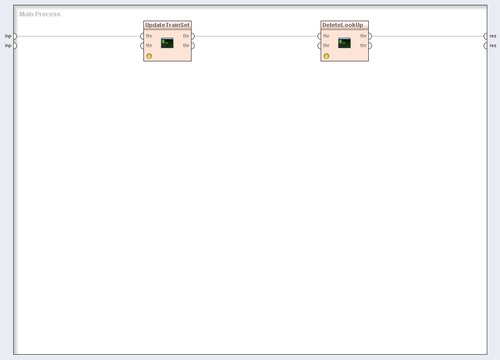 Main Process
UpdateTrainSet
DeleteLookUp
inp
thr
thr
thr
thr
res
inp
thr
thr
thr
thr
res